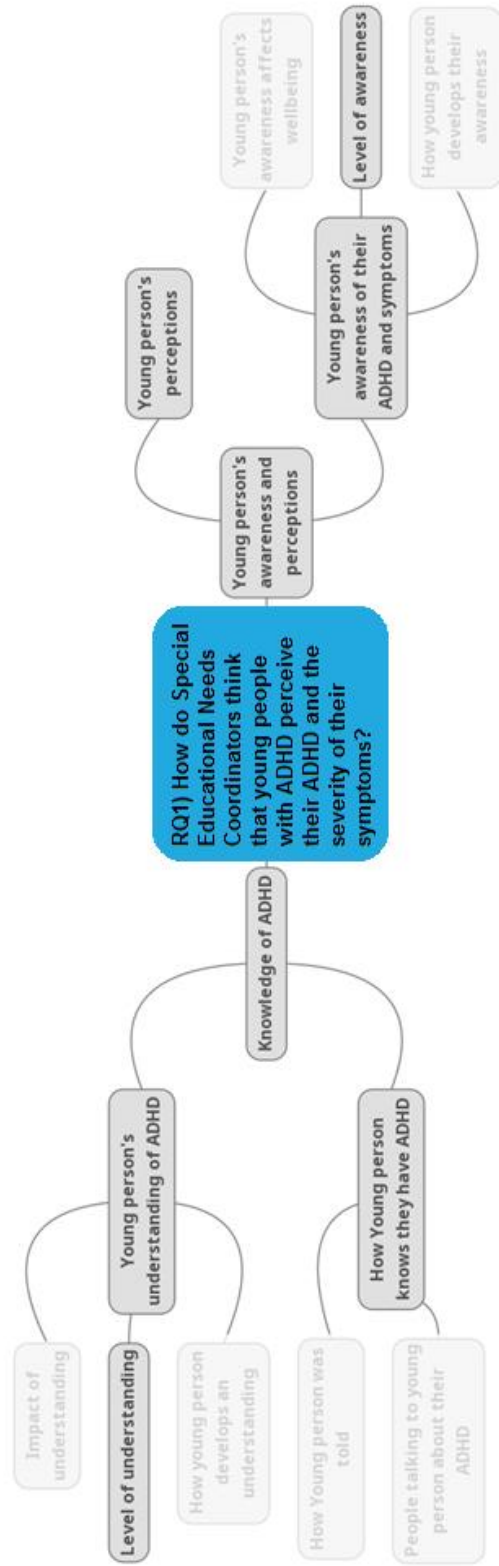 Impact of
understanding
Level of understanding
How young person
develops an
understanding
Young person's
understanding of ADHD
How Young person was
told
People talking to young
person about their
ADHD
How Young person
knows they have ADHD
Knowledge of ADHD
RQ1) How do Special
Educational Needs
Coordinators think
that young people
with ADHD perceive
their ADHD and the
severity of their
symptoms?
Young person's
awareness and
perceptions
Young person's
perceptions
Young person's
awareness of their
ADHD and symptoms
Young person's
awareness affects
wellbeing
Level of awareness
How young person
develops their
awareness